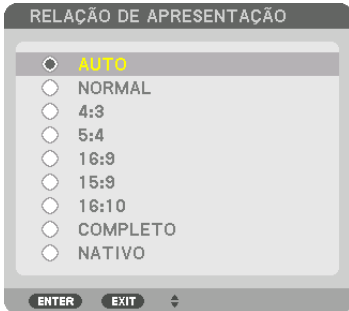 RELAÇÃO DE APRESENTAÇÃO
AUTO
NORMAL
4:3
5:4
16:9
15:9
16:10
COMPLETO
NATIVO
ENTER EXIT